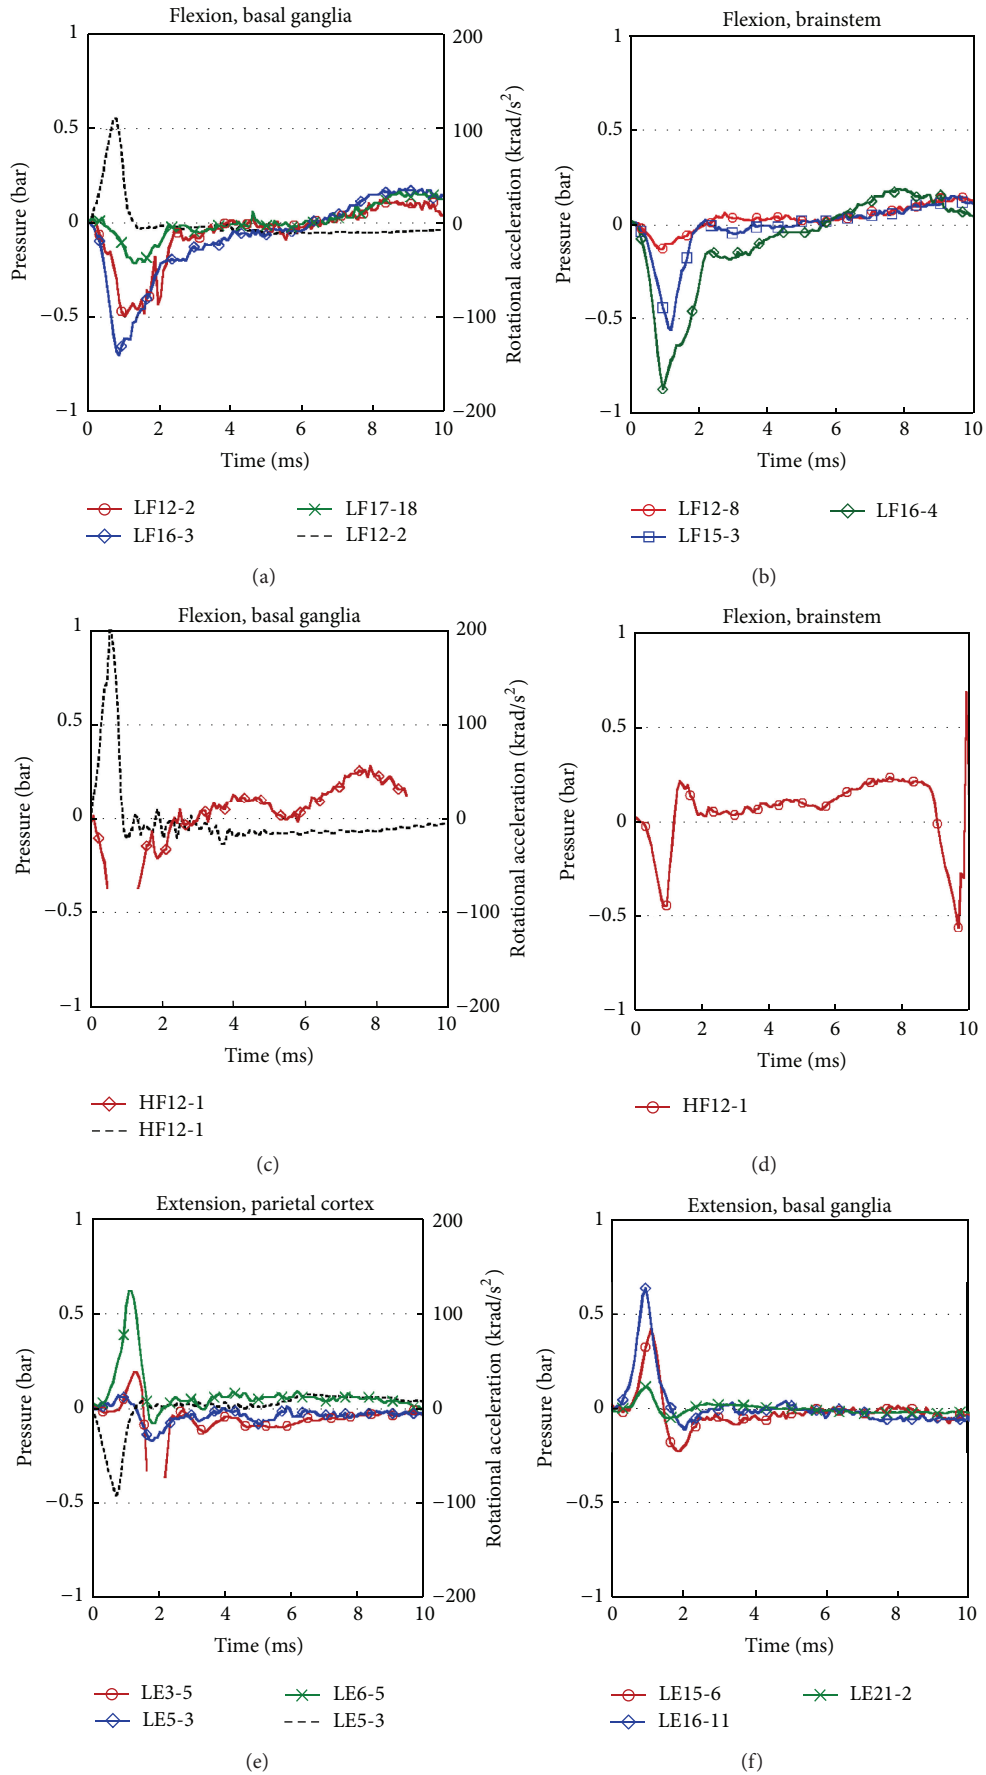 Flexion, basal ganglia
1
0.5
0
−0.5
−1
200
100
0
−100
−200
0 2 4 6 8 10
Pressure (bar)
Rotational acceleration (krad/s²)
Time (ms)
LF12-2
LF16-3
LF17-18
LF12-2
(a)
Flexion, brainstem
1
0.5
0
−0.5
−1
0 2 4 6 8 10
Pressure (bar)
Time (ms)
LF12-8
LF15-3
LF16-4
(b)
Flexion, basal ganglia
1
0.5
0
−0.5
−1
200
100
0
−100
−200
0 2 4 6 8 10
Pressure (bar)
Rotational acceleration (krad/s²)
Time (ms)
HF12-1
HF12-1
(c)
Flexion, brainstem
1
0.5
0
−0.5
−1
0 2 4 6 8 10
Pressure (bar)
Time (ms)
HF12-1
(d)
Extension, parietal cortex
1
0.5
0
−0.5
−1
200
100
0
−100
−200
0 2 4 6 8 10
Pressure (bar)
Rotational acceleration (krad/s²)
Time (ms)
LE3-5
LE5-3
LE6-5
LE5-3
(e)
Extension, basal ganglia
1
0.5
0
−0.5
−1
0 2 4 6 8 10
Pressure (bar)
Time (ms)
LE15-6
LE16-11
LE21-2
(f)